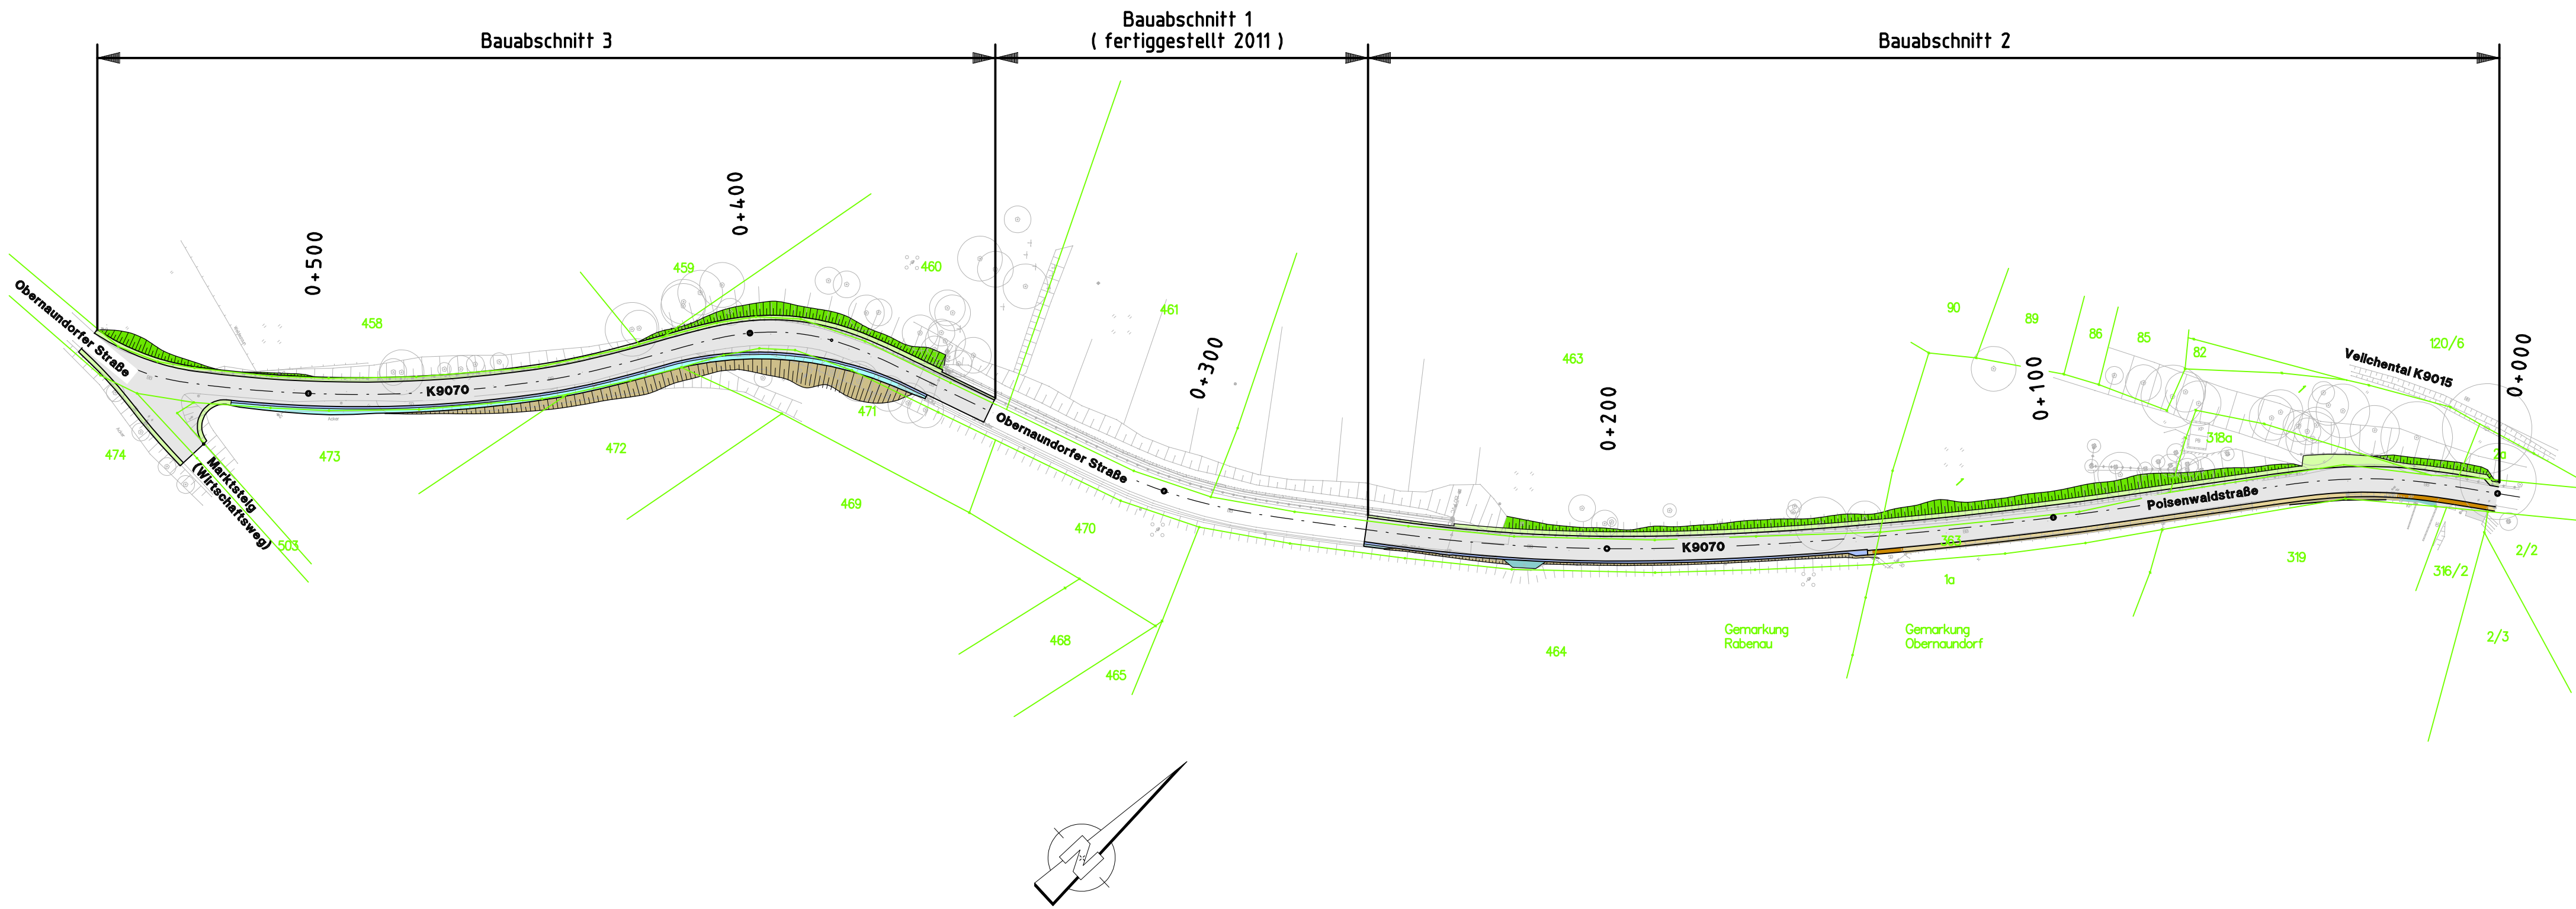 Bauabschnitt 3
Bauabschnitt 1
( fertiggestellt 2011 )
Bauabschnitt 2
0+500
0+400
0+300
0+200
0+100
0+000
Obernaundorfer Straße
K9070
Marktsteig
(Wirtschaftsweg)
Obernaundorfer Straße
K9070
Poisenwaldstraße
Veilchental K9015
458
459
460
461
463
90
89
86
85
82
120/6
318a
2a
474
473
472
471
469
470
468
465
503
464
363
1a
319
316/2
2/2
2/3
Gemarkung
Rabenau
Gemarkung
Obernaundorf
N